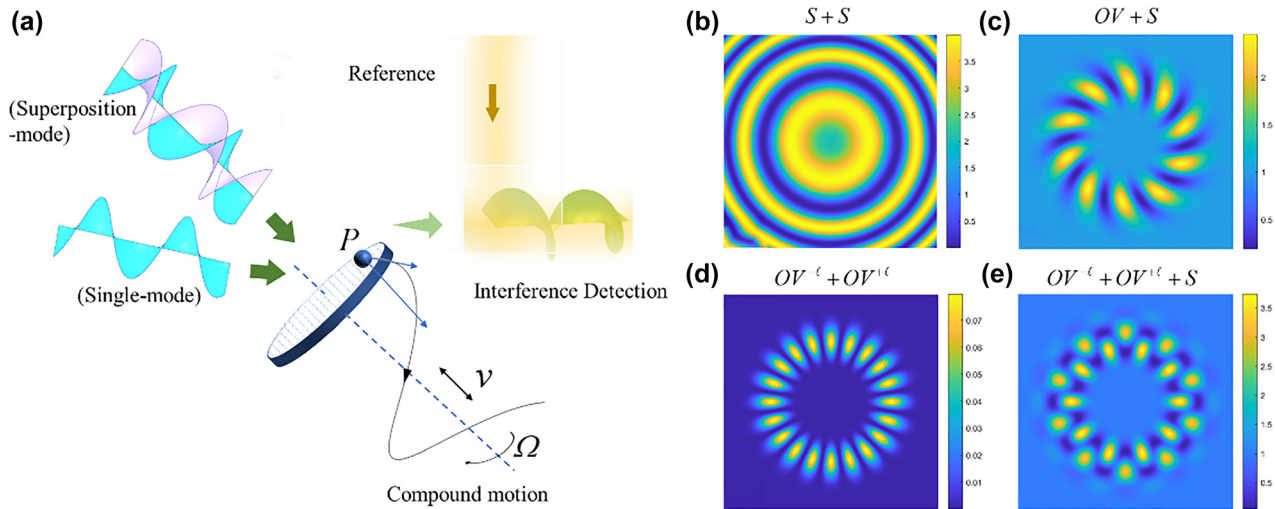 (a)
(Superposition
-mode)
(Single-mode)
Reference
P
Interference Detection
v
Ω
Compound motion
(b)
S + S
3.5
3
2.5
2
1.5
1
0.5
(c)
OV + S
2
1.5
1
0.5
(d)
OV⁻ℓ + OV⁺ℓ
0.08
0.07
0.06
0.05
0.04
0.03
0.02
0.01
(e)
OV⁻ℓ + OV⁺ℓ + S
3.5
3
2.5
2
1.5
1
0.5